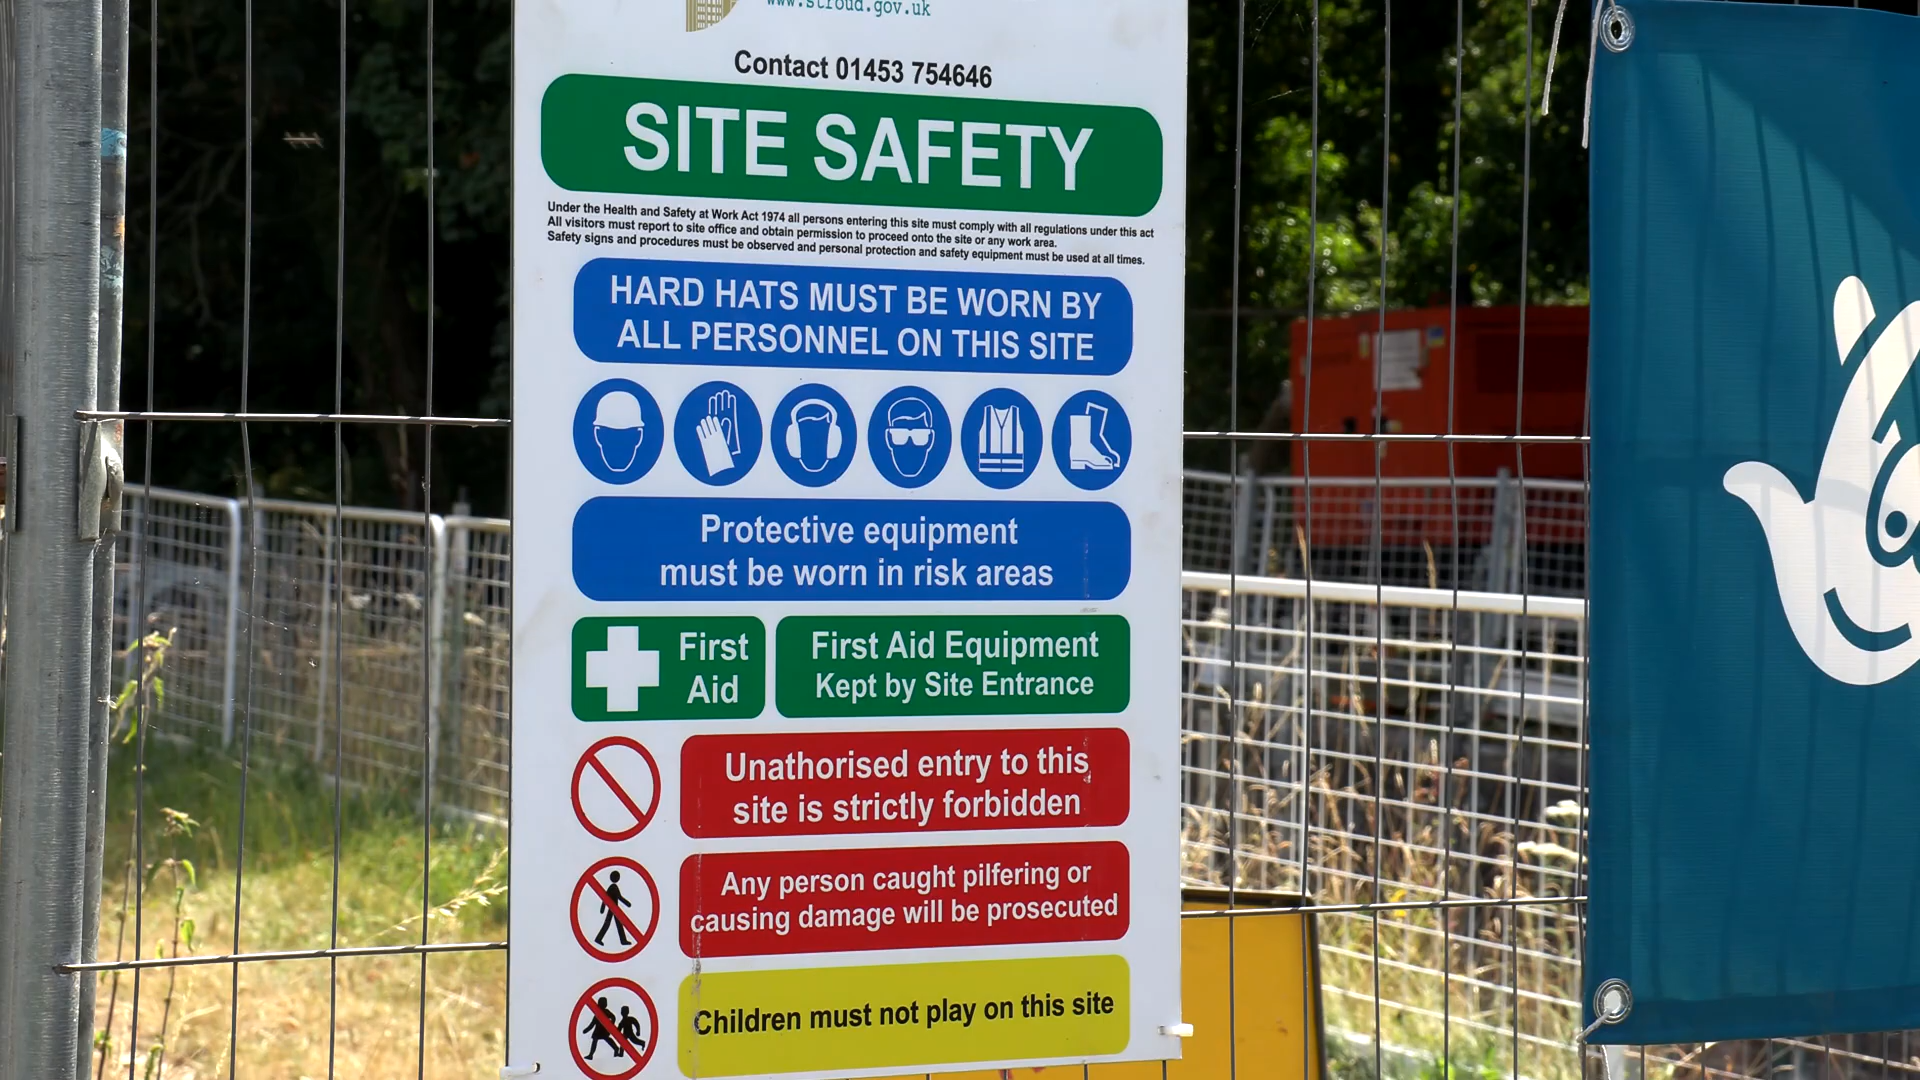 www.stroud.gov.uk
Contact 01453 754646
SITE SAFETY
Under the Health and Safety at Work Act 1974 all persons entering this site must comply with all regulations under this act
All visitors must report to site office and obtain permission to proceed onto the site or any work area.
Safety signs and procedures must be observed and personal protection and safety equipment must be used at all times.
HARD HATS MUST BE WORN BY
ALL PERSONNEL ON THIS SITE
Protective equipment
must be worn in risk areas
First
Aid
First Aid Equipment
Kept by Site Entrance
Unathorised entry to this
site is strictly forbidden
Any person caught pilfering or
causing damage will be prosecuted
Children must not play on this site